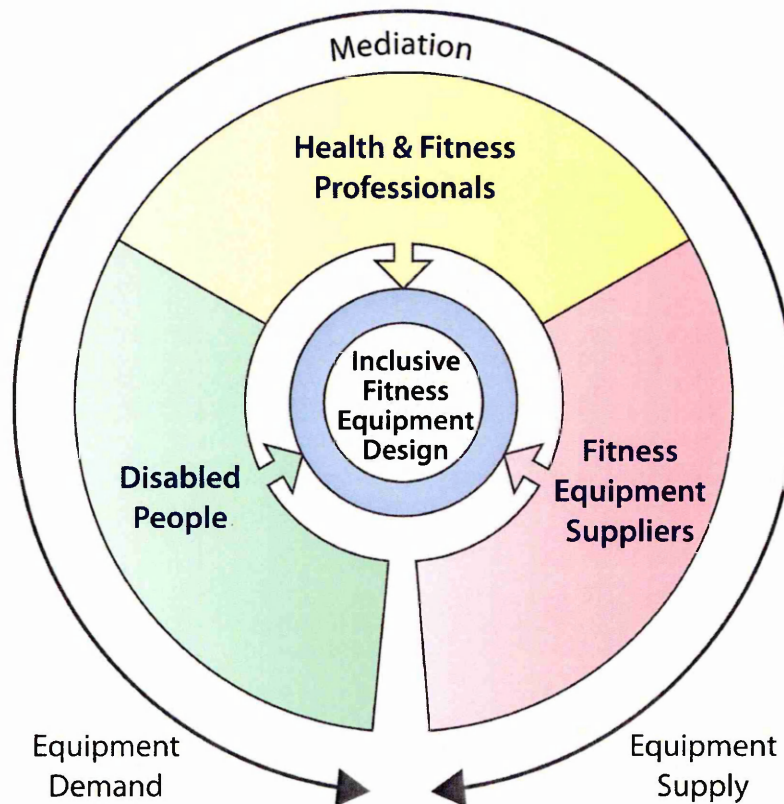 Mediation
Health & Fitness
Professionals
Inclusive
Fitness
Equipment
Design
Disabled
People
Fitness
Equipment
Suppliers
Equipment
Demand
Equipment
Supply